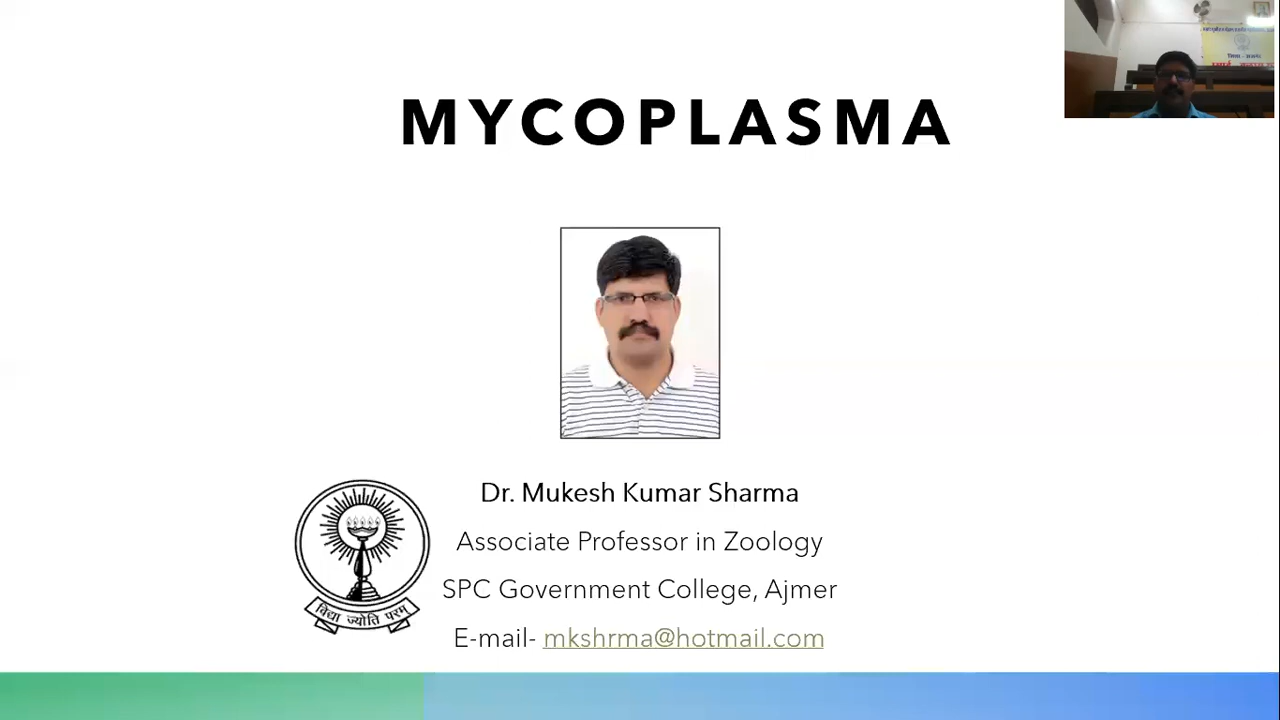 MYCOPLASMA
Dr. Mukesh Kumar Sharma
Associate Professor in Zoology
SPC Government College, Ajmer
E-mail- mkshrma@hotmail.com
विद्या ज्योति परम्